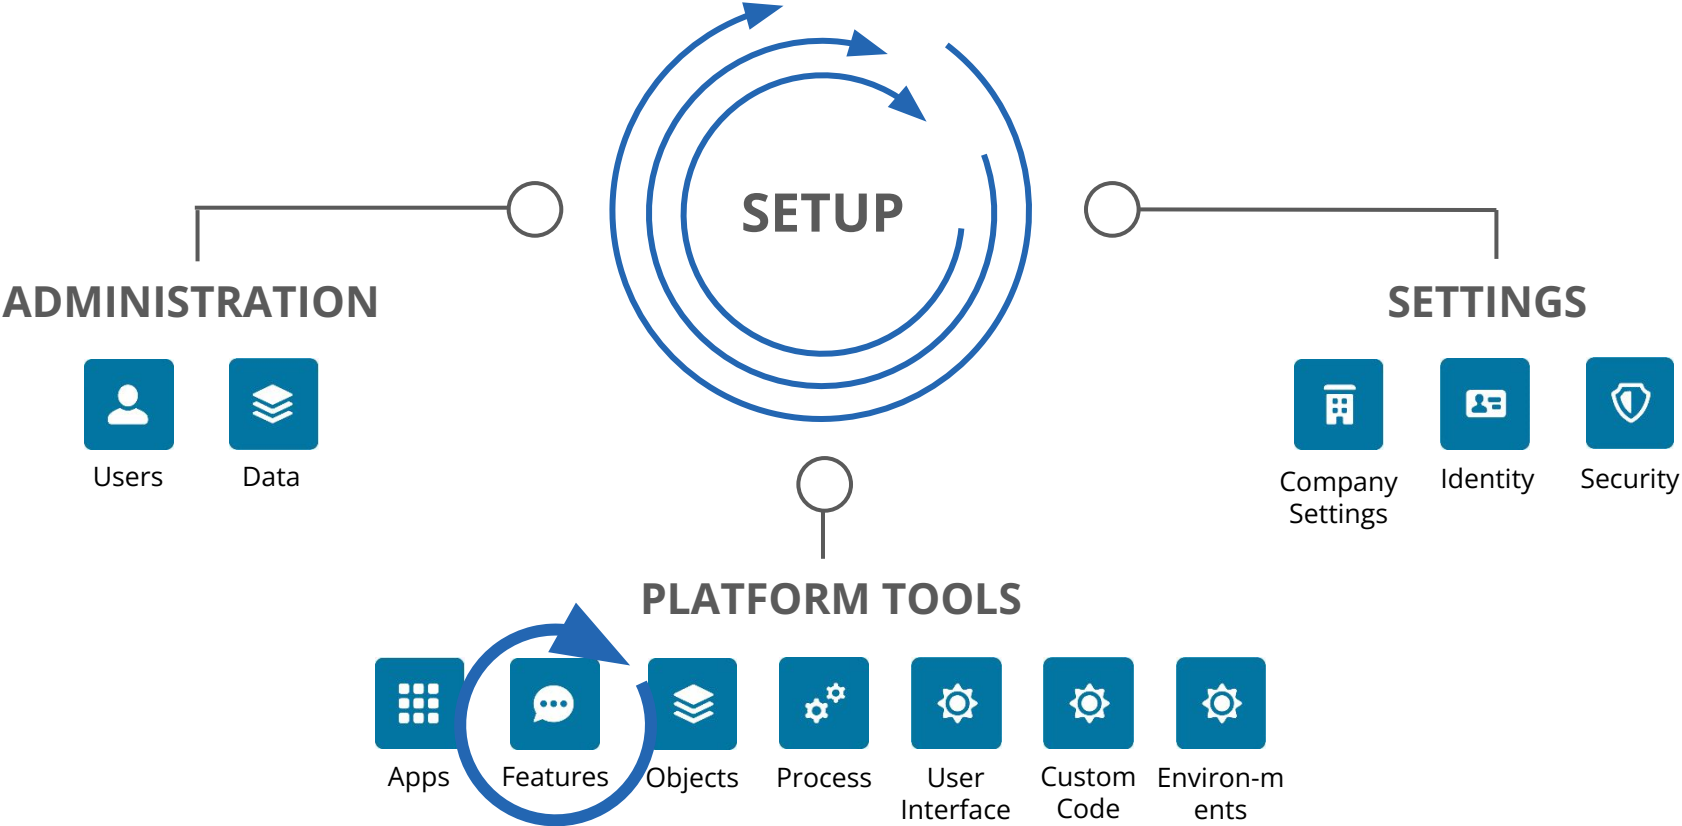 SETUP
ADMINISTRATION
Users
Data
SETTINGS
Company
Settings
Identity
Security
PLATFORM TOOLS
Apps
Features
Objects
Process
User
Interface
Custom
Code
Environ-m
ents